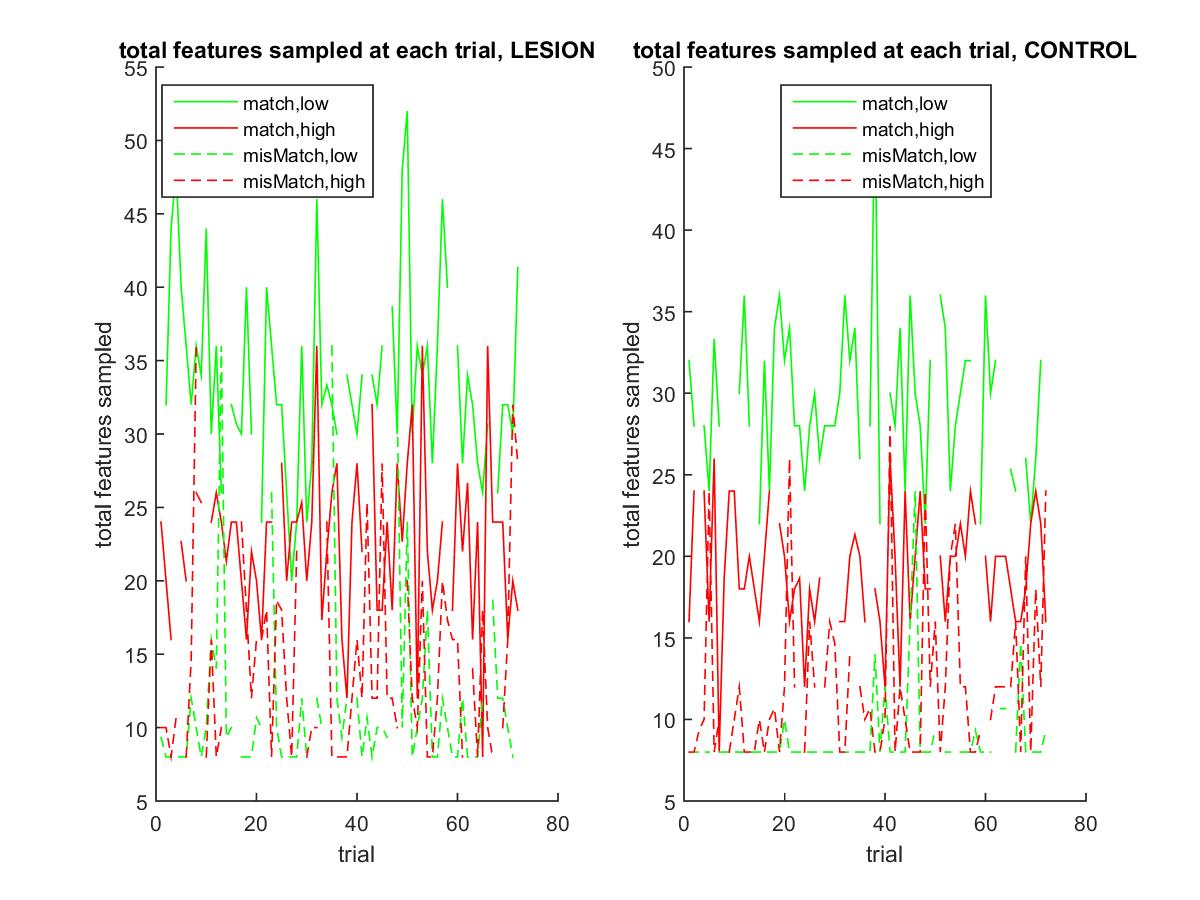 total features sampled at each trial, LESION
55
50
45
40
35
30
25
20
15
10
5
0
20
40
60
80
trial
total features sampled
match,low
match,high
misMatch,low
misMatch,high
total features sampled at each trial, CONTROL
50
45
40
35
30
25
20
15
10
5
0
20
40
60
80
trial
total features sampled
match,low
match,high
misMatch,low
misMatch,high